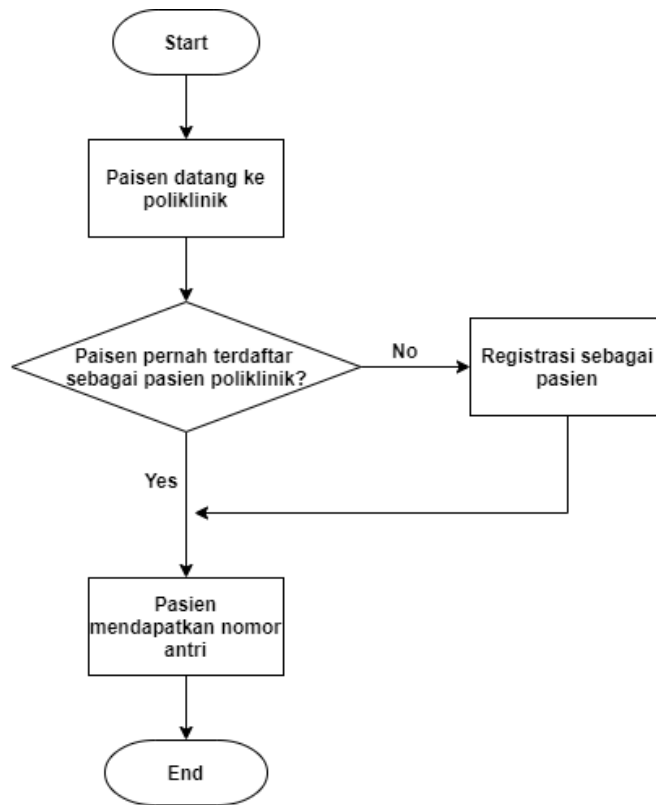 Start
Paisen datang ke
poliklinik
Paisen pernah terdaftar
sebagai pasien poliklinik?
No
Registrasi sebagai
pasien
Yes
Pasien
mendapatkan nomor
antri
End